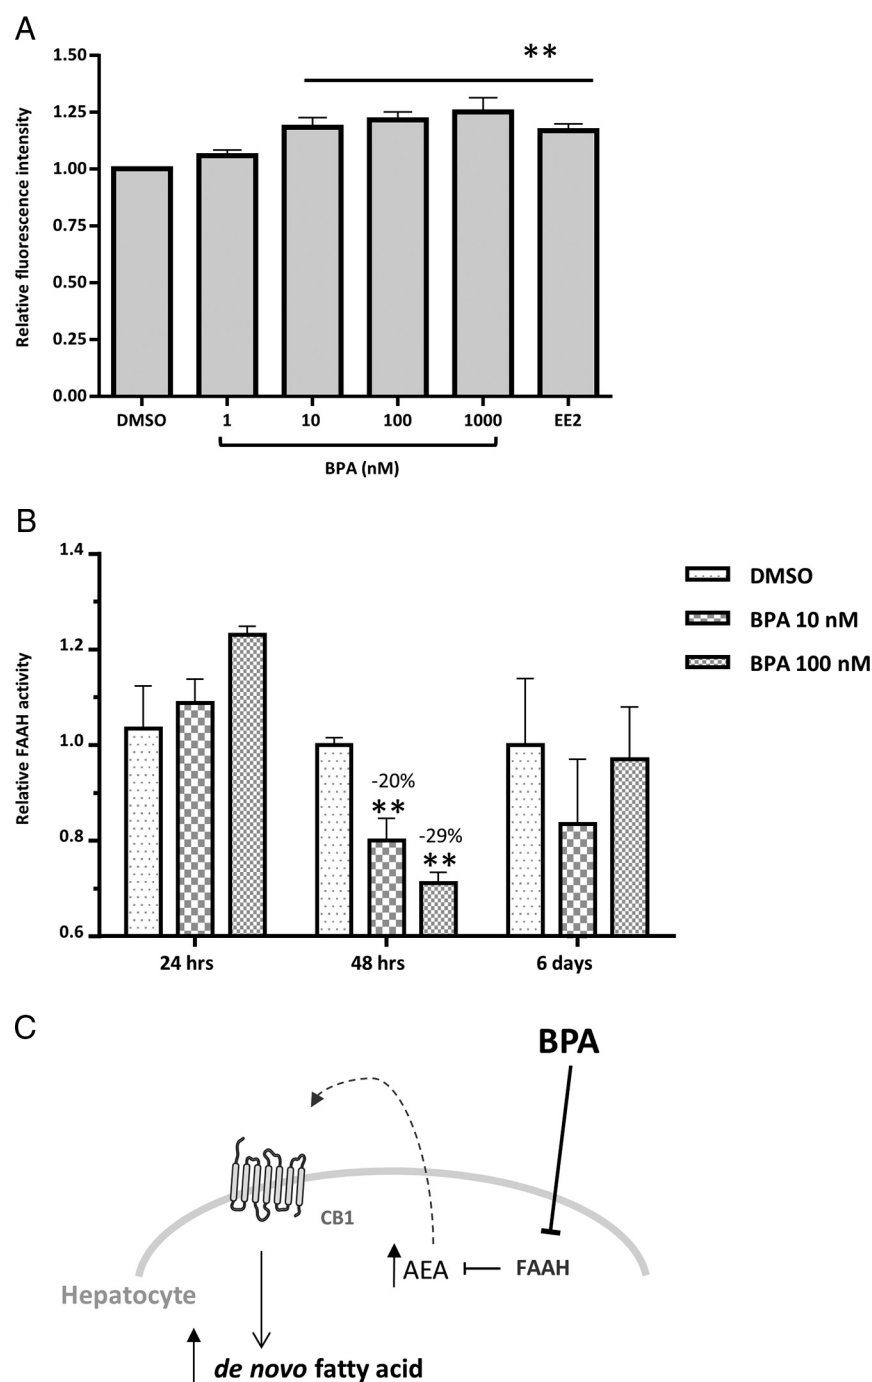 A
**
1.50
1.25
1.00
0.75
0.50
0.25
0.00
Relative fluorescence intensity
DMSO 1 10 100 1000 EE2
BPA (nM)
B
1.4
1.2
1.0
0.8
0.6
Relative FAAH activity
DMSO
BPA 10 nM
BPA 100 nM
-20%
**
-29%
**
24 hrs 48 hrs 6 days
C
BPA
CB1
AEA FAAH
Hepatocyte
de novo fatty acid